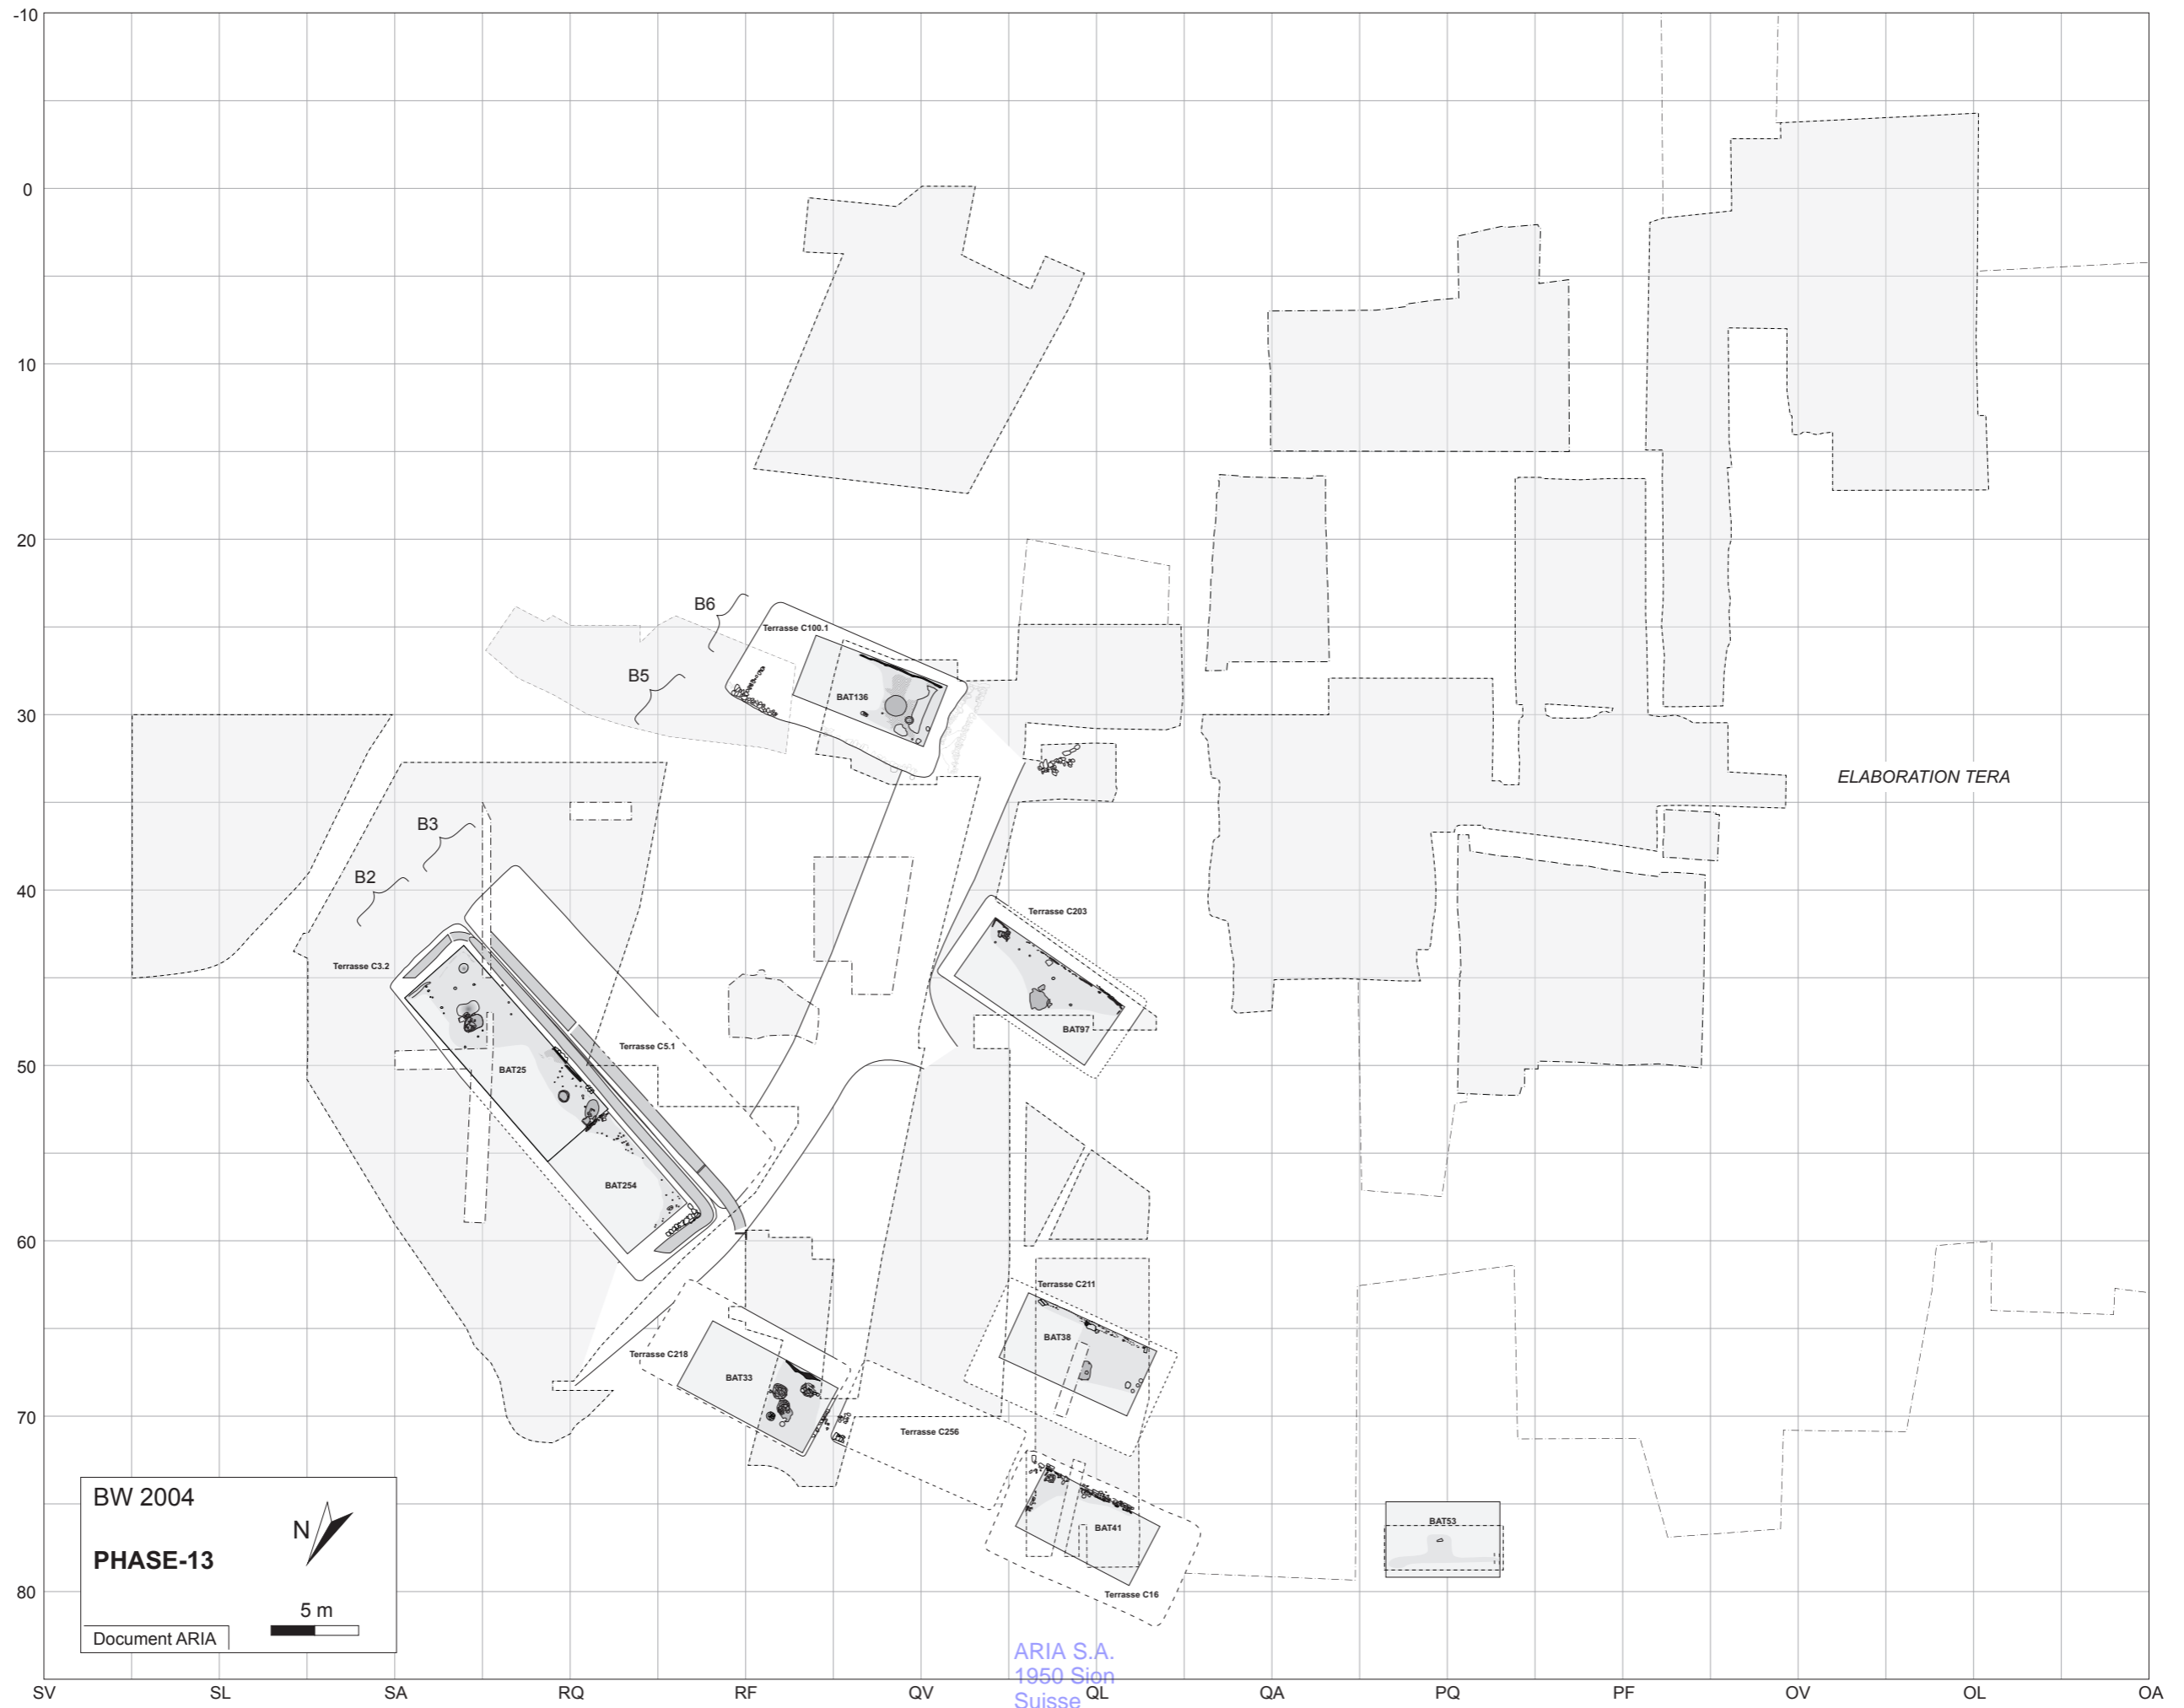 -10
0
10
20
B6
Terrasse C100.1
B5
BAT136
30
ELABORATION TERA
B3
B2
40
Terrasse C203
Terrasse C3.2
BAT97
Terrasse C5.1
50
BAT25
BAT254
60
Terrasse C211
BAT38
Terrasse C218
BAT33
70
Terrasse C256
BW 2004
N
PHASE-13
5 m
Document ARIA
BAT53
BAT41
80
Terrasse C16
ARIA S.A.
1950 Sion
Suisse
SV SL SA RQ RF QV QL QA PQ PF OV OL OA